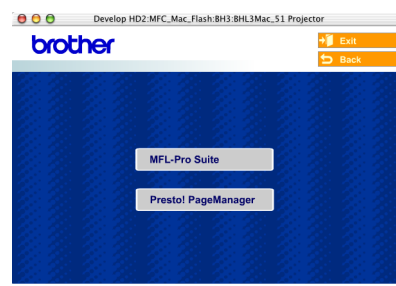 Develop HD2:MFC_Mac_Flash:BH3:BHL3Mac_51 Projector
brother
Exit
Back
MFL-Pro Suite
Presto! PageManager